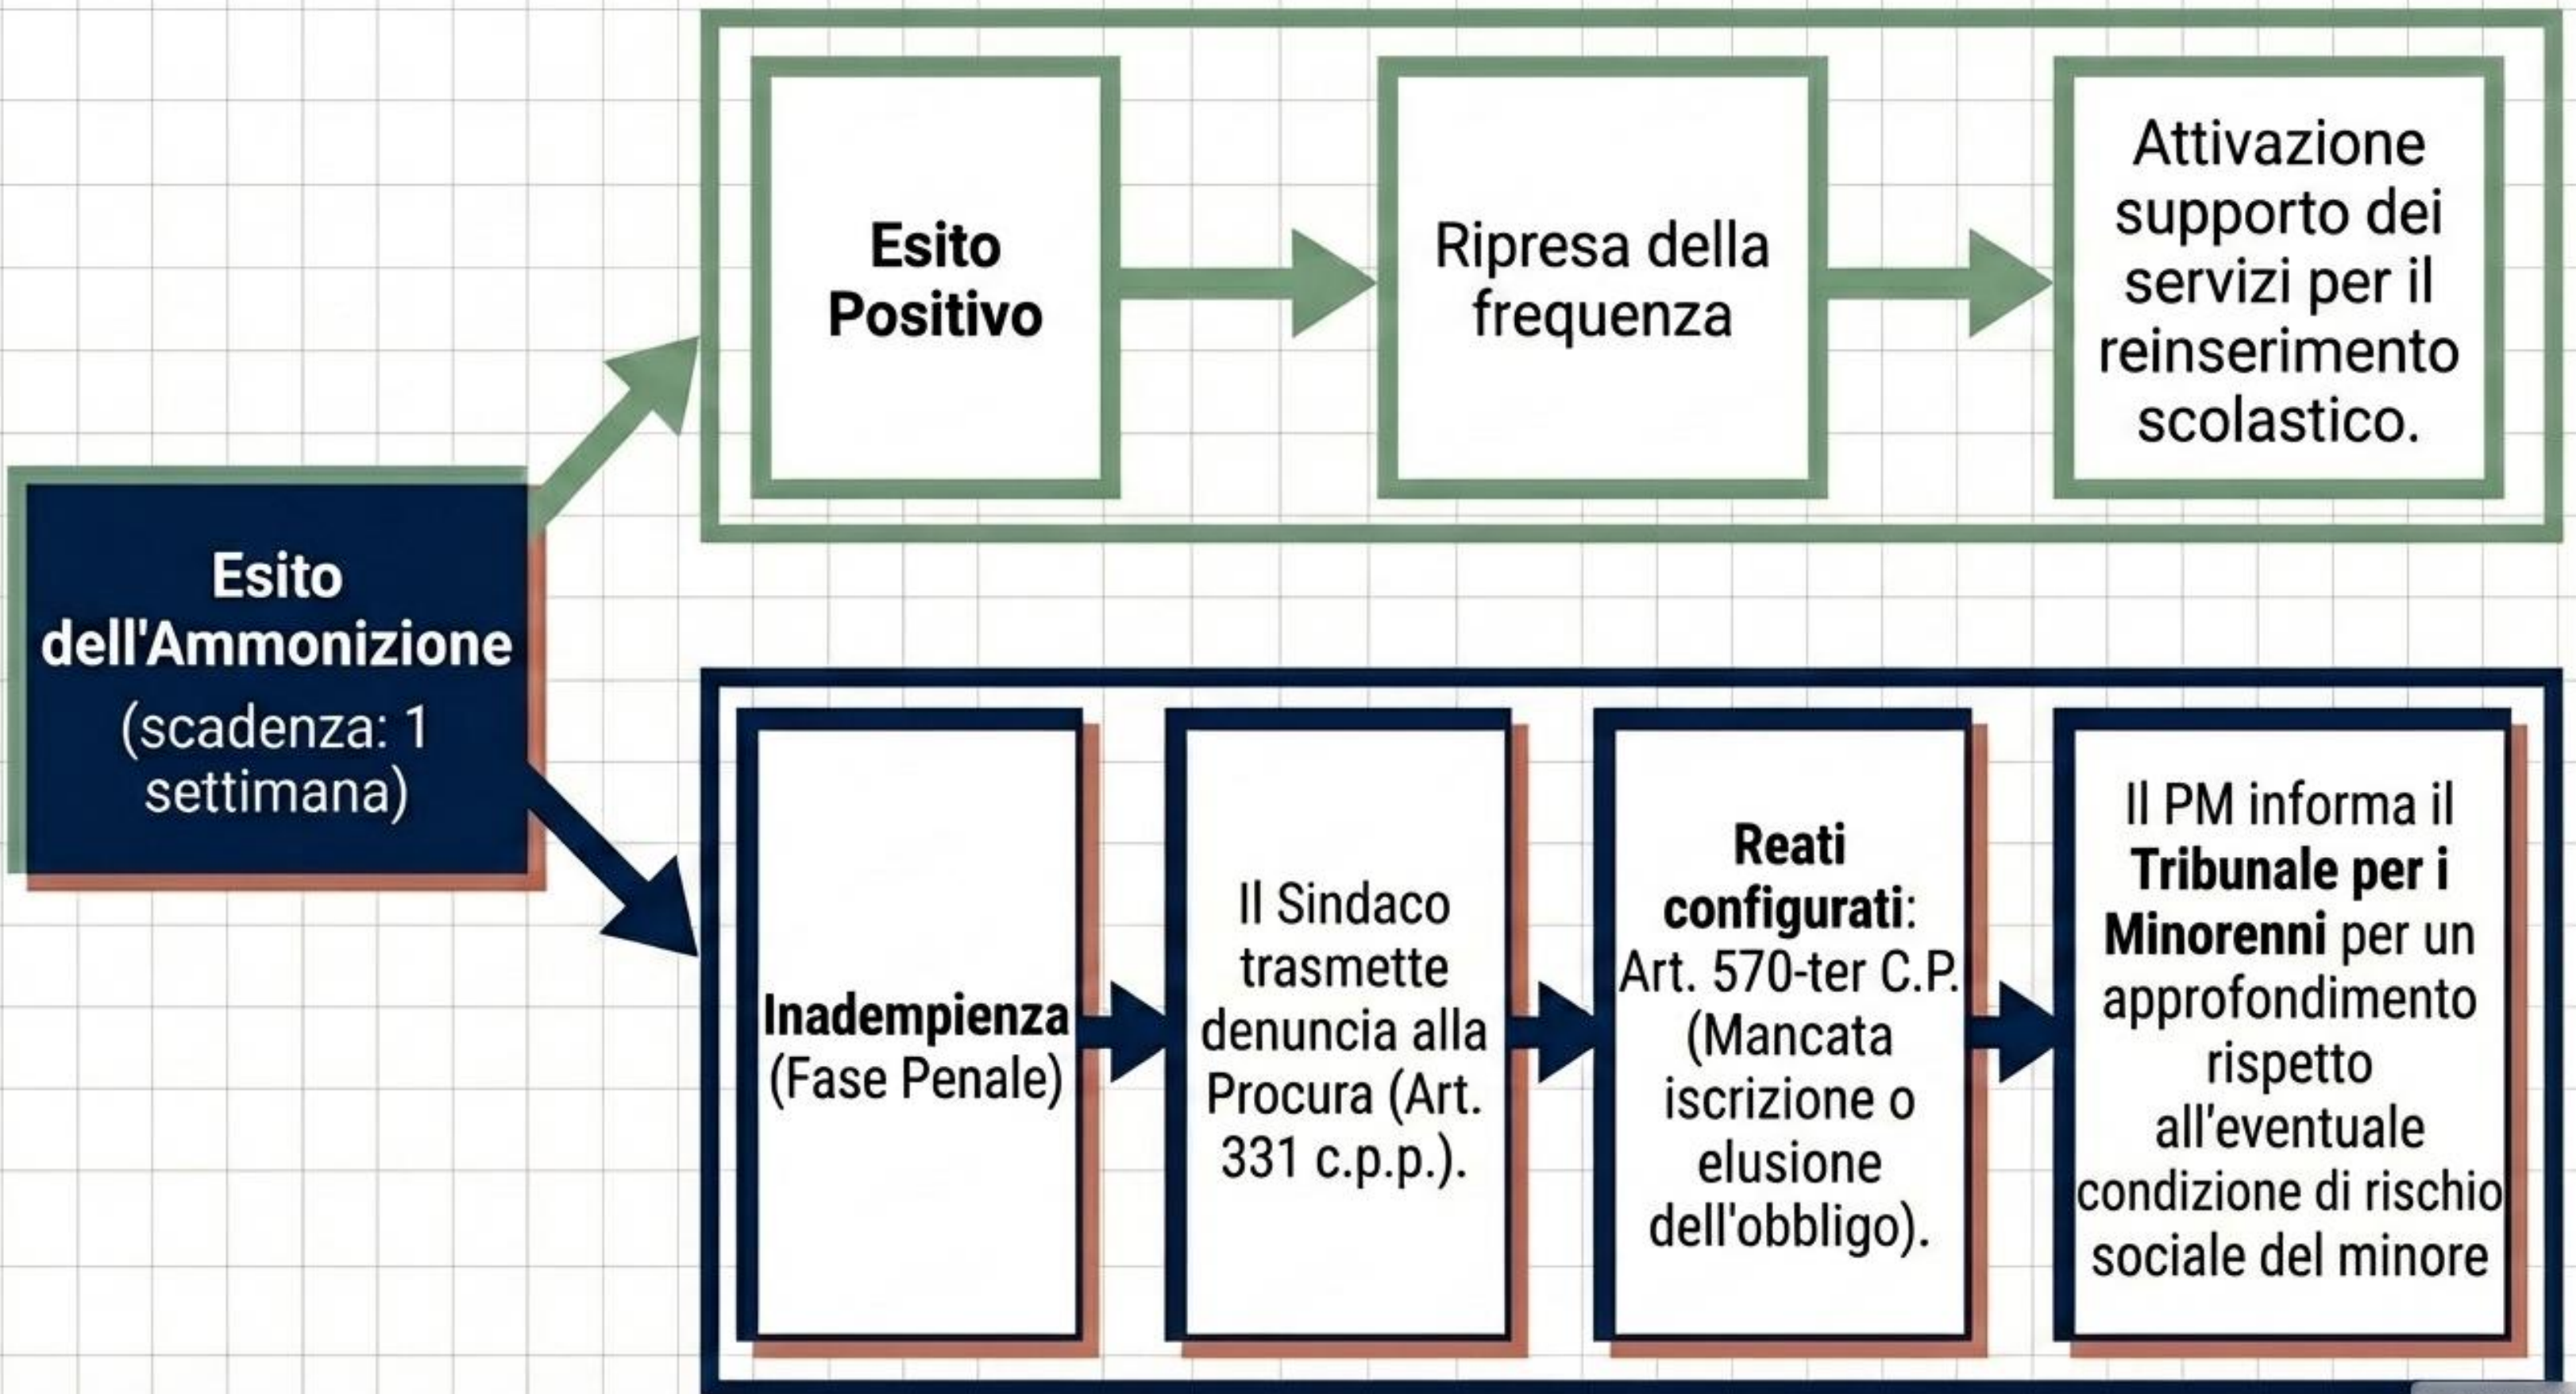 Esito
Positivo
Ripresa della
frequenza
Attivazione
supporto dei
servizi per il
reinserimento
scolastico.
Esito
dell'Ammonizione
(scadenza: 1
settimana)
Inadempienza
(Fase Penale)
Il Sindaco
trasmette
denuncia alla
Procura (Art.
331 c.p.p.).
Reati
configurati:
Art. 570-ter C.P.
(Mancata
iscrizione o
elusione
dell'obbligo).
Il PM informa il
Tribunale per i
Minorenni per un
approfondimento
rispetto
all'eventuale
condizione di rischio
sociale del minore